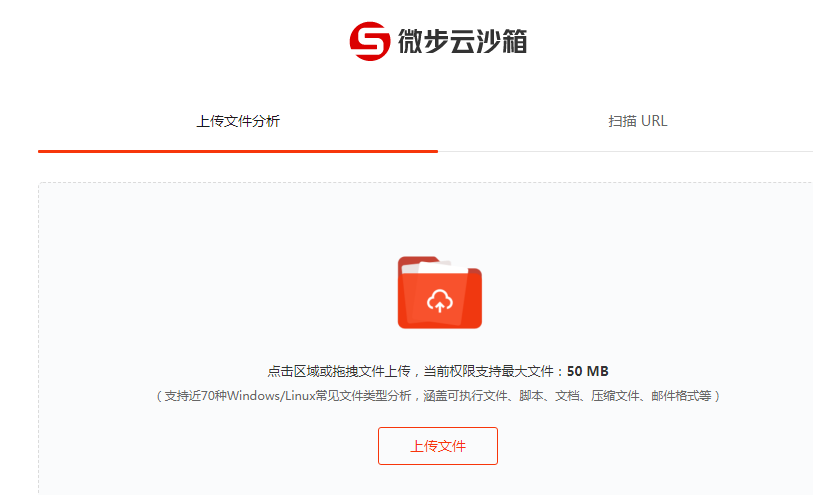 微步云沙箱
上传文件分析
扫描 URL
点击区域或拖拽文件上传，当前权限支持最大文件：50 MB
（支持近70种Windows/Linux常见文件类型分析，涵盖可执行文件、脚本、文档、压缩文件、邮件格式等）
上传文件